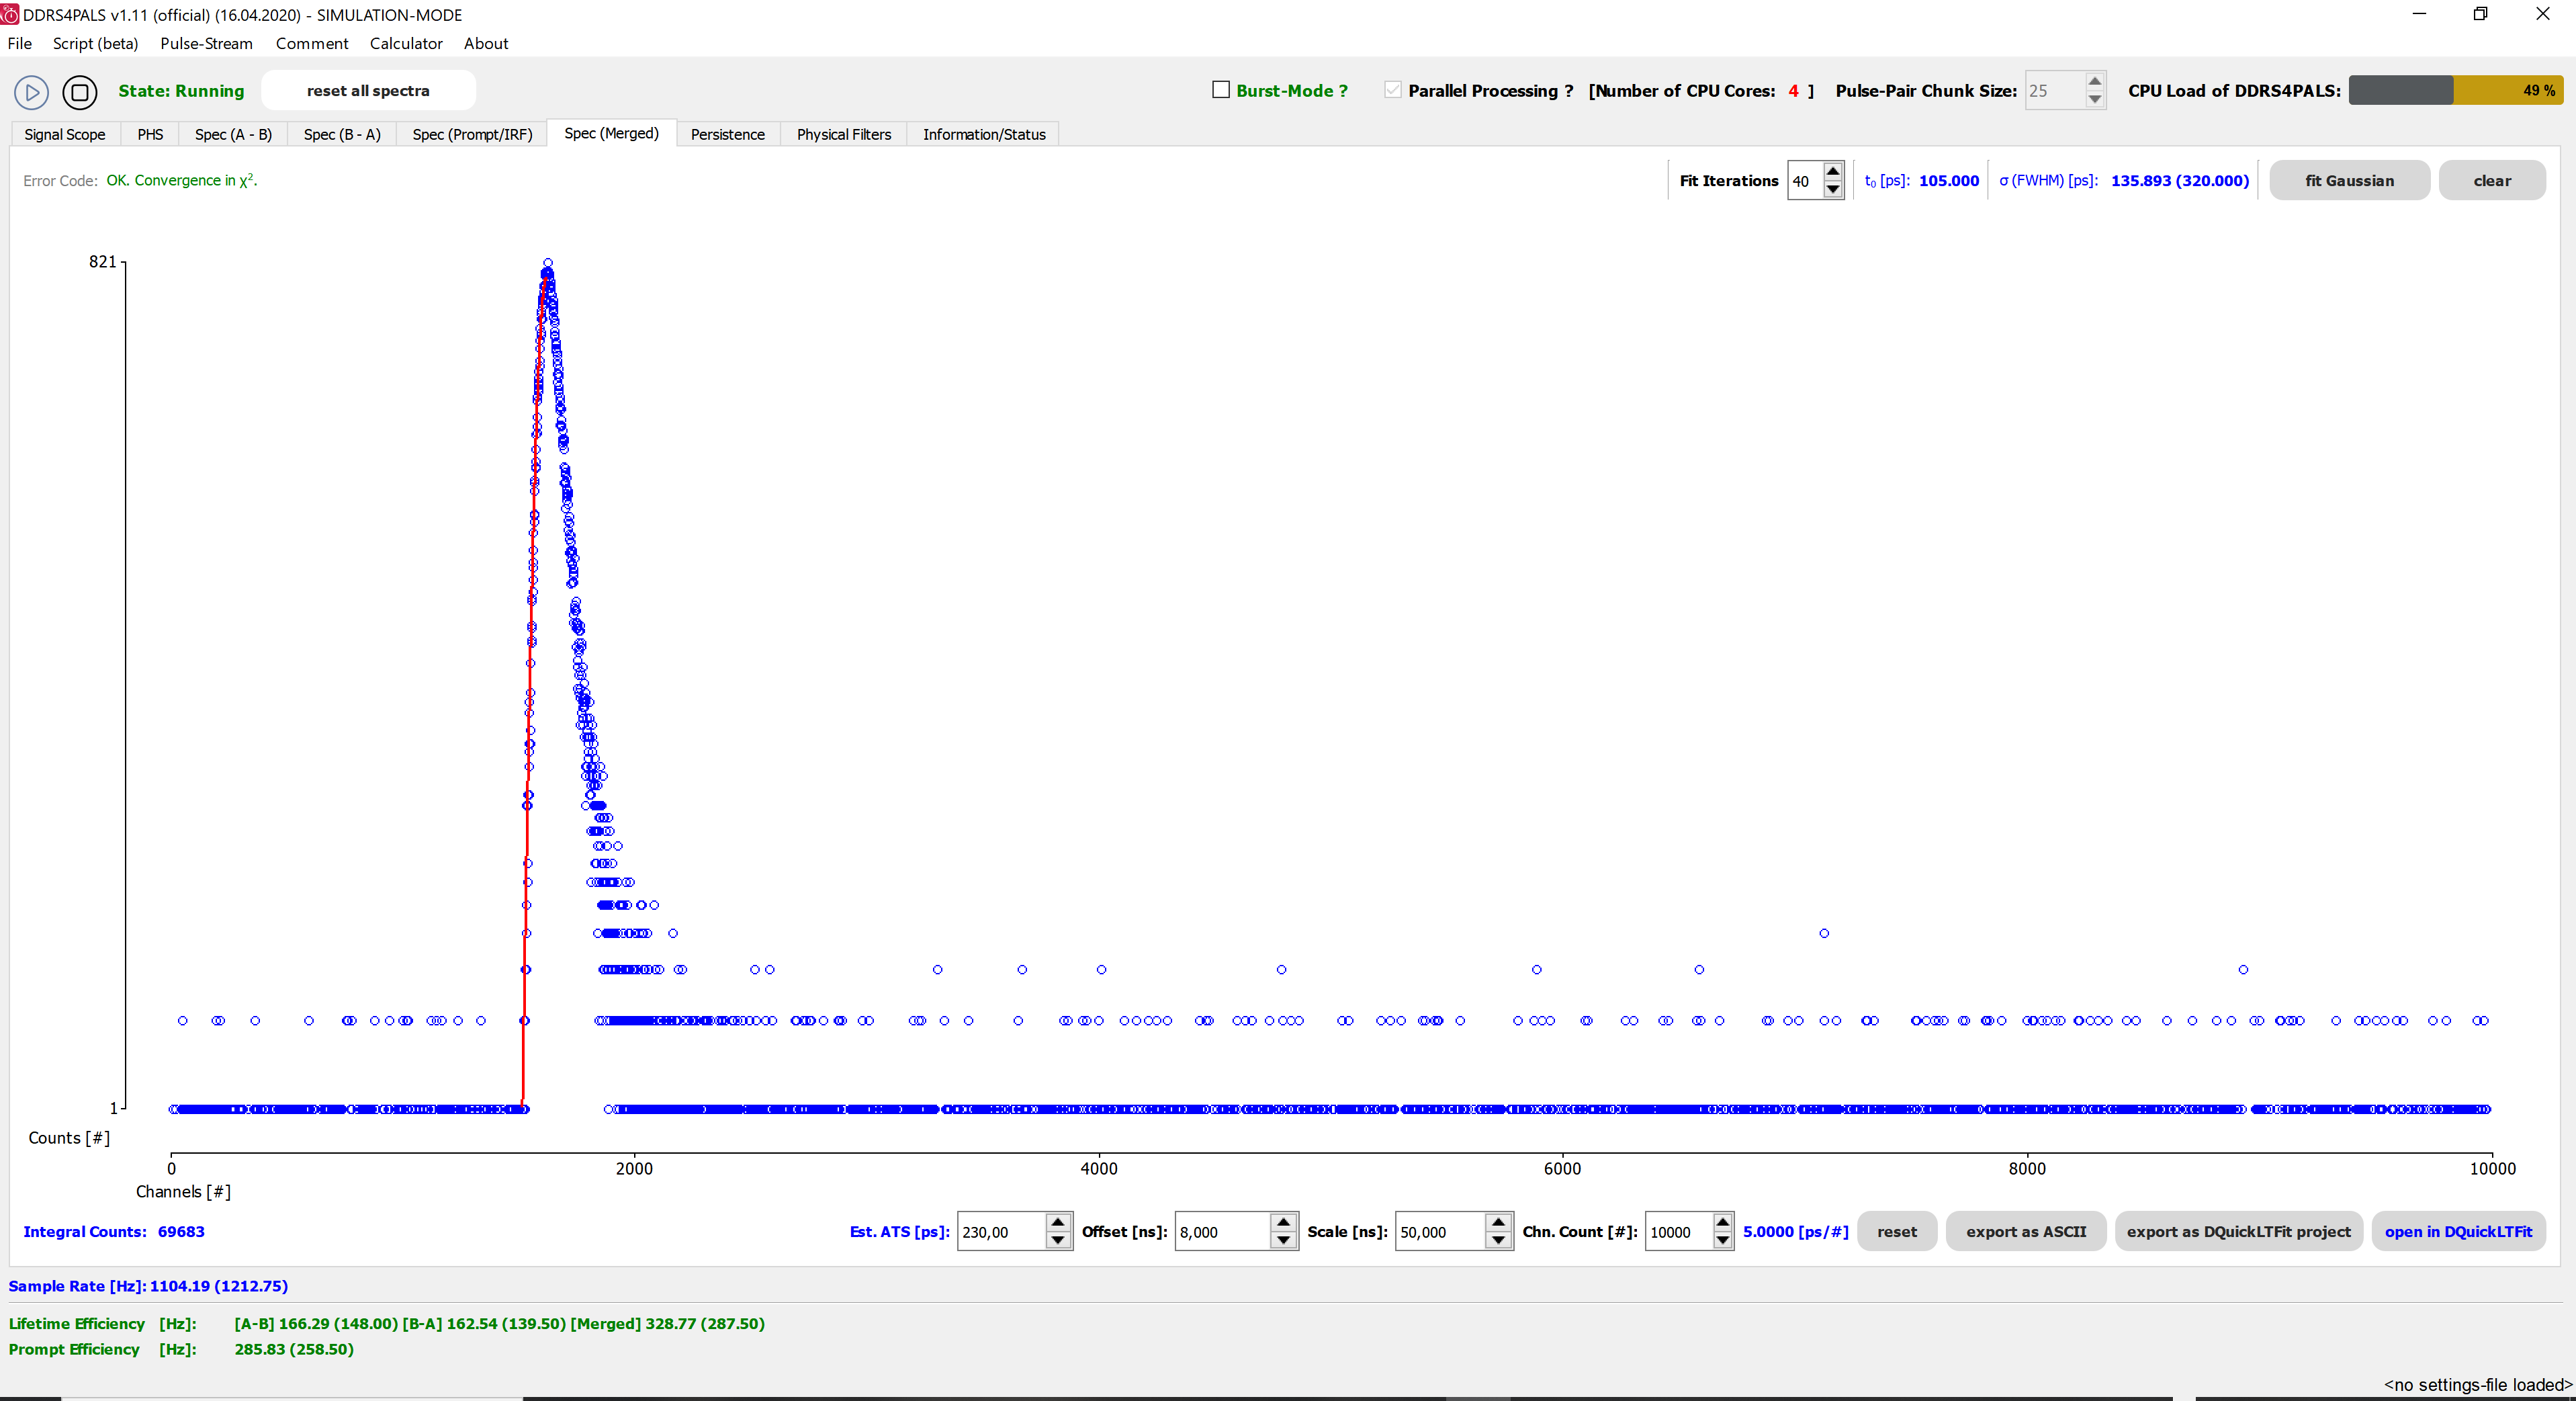 DDRS4PALS v1.11 (official) (16.04.2020) - SIMULATION-MODE
File Script (beta) Pulse-Stream Comment Calculator About
State: Running reset all spectra Burst-Mode ? Parallel Processing ? [Number of CPU Cores: 4 ] Pulse-Pair Chunk Size: 25 CPU Load of DDRS4PALS: 49 %
Signal Scope PHS Spec (A - B) Spec (B - A) Spec (Prompt/IRF) Spec (Merged) Persistence Physical Filters Information/Status
Error Code: OK. Convergence in χ². Fit Iterations 40 t₀ [ps]: 105.000 σ (FWHM) [ps]: 135.893 (320.000) fit Gaussian clear
821
1
Counts [#]
0 2000 4000 6000 8000 10000
Channels [#]
Integral Counts: 69683 Est. ATS [ps]: 230,00 Offset [ns]: 8,000 Scale [ns]: 50,000 Chn. Count [#]: 10000 5.0000 [ps/#] reset export as ASCII export as DQuickLTFit project open in DQuickLTFit
Sample Rate [Hz]: 1104.19 (1212.75)
Lifetime Efficiency [Hz]: [A-B] 166.29 (148.00) [B-A] 162.54 (139.50) [Merged] 328.77 (287.50)
Prompt Efficiency [Hz]: 285.83 (258.50)
<no settings-file loaded>